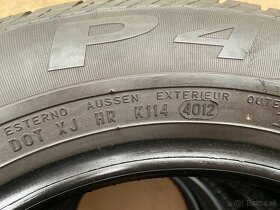 P4
ESTERNO AUSSEN EXTERIEUR OUTE
DOT XJ HR K114 4012
bazos.sk